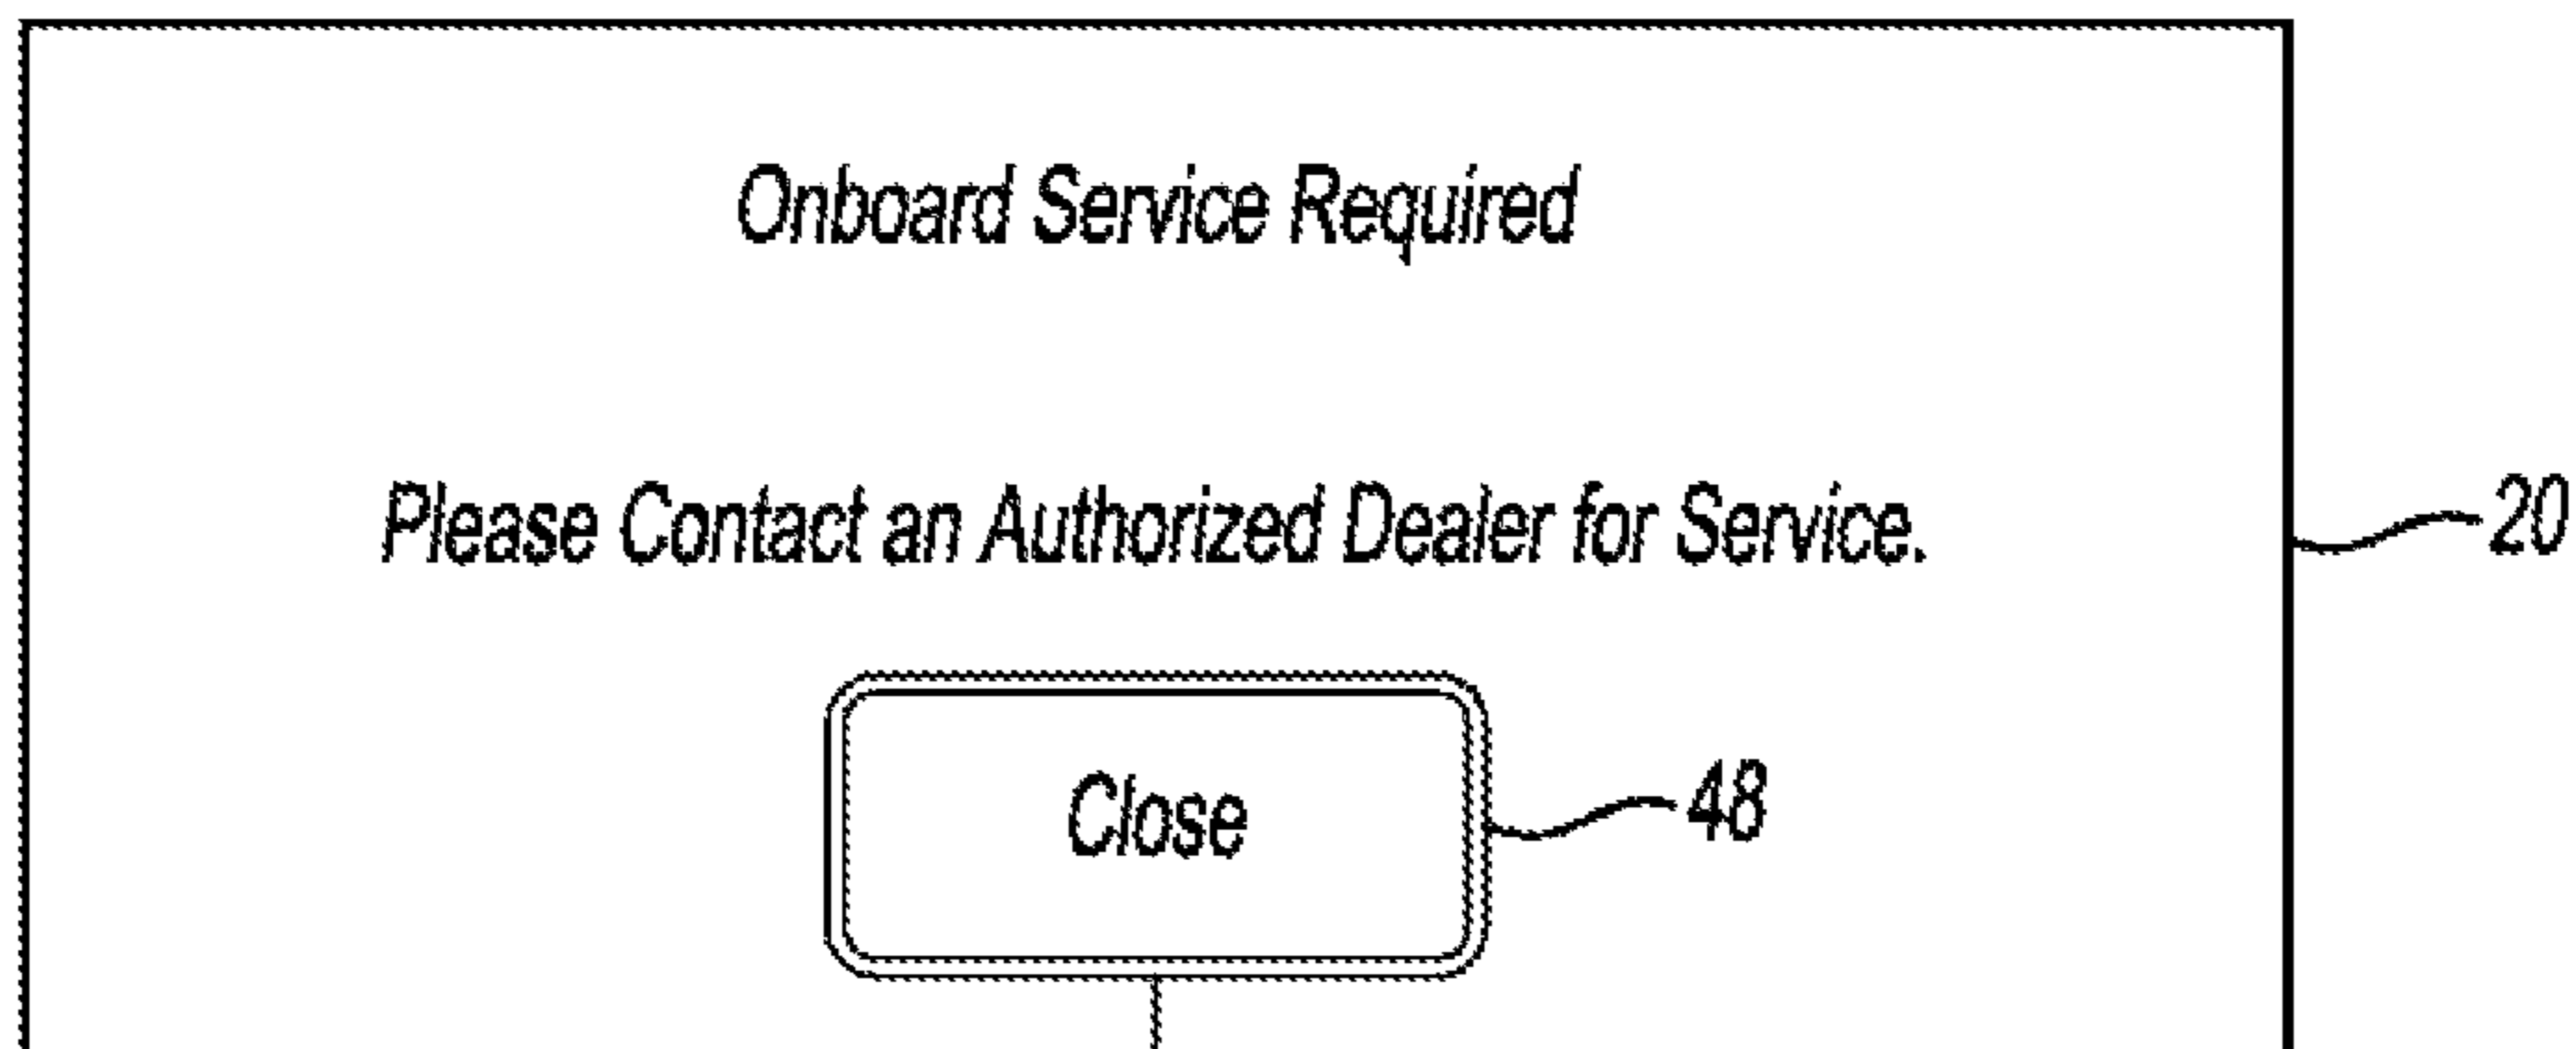 Onboard Service Required
Please Contact an Authorized Dealer for Service.
20
Close
48